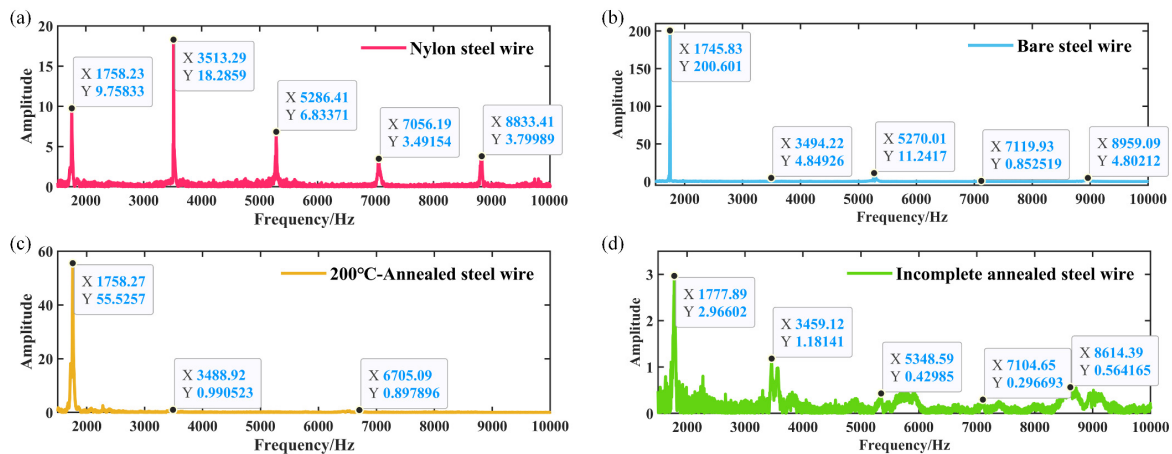 (a)
20
15
10
5
0
Amplitude
2000 3000 4000 5000 6000 7000 8000 9000 10000
Frequency/Hz
Nylon steel wire
X 1758.23
Y 9.75833
X 3513.29
Y 18.2859
X 5286.41
Y 6.83371
X 7056.19
Y 3.49154
X 8833.41
Y 3.79989
(b)
200
150
100
50
0
Amplitude
2000 3000 4000 5000 6000 7000 8000 9000 10000
Frequency/Hz
Bare steel wire
X 1745.83
Y 200.601
X 3494.22
Y 4.84926
X 5270.01
Y 11.2417
X 7119.93
Y 0.852519
X 8959.09
Y 4.80212
(c)
60
40
20
0
Amplitude
2000 3000 4000 5000 6000 7000 8000 9000 10000
Frequency/Hz
200°C-Annealed steel wire
X 1758.27
Y 55.5257
X 3488.92
Y 0.990523
X 6705.09
Y 0.897896
(d)
3
2
1
0
Amplitude
2000 3000 4000 5000 6000 7000 8000 9000 10000
Frequency/Hz
Incomplete annealed steel wire
X 1777.89
Y 2.96602
X 3459.12
Y 1.18141
X 5348.59
Y 0.42985
X 7104.65
Y 0.296693
X 8614.39
Y 0.564165